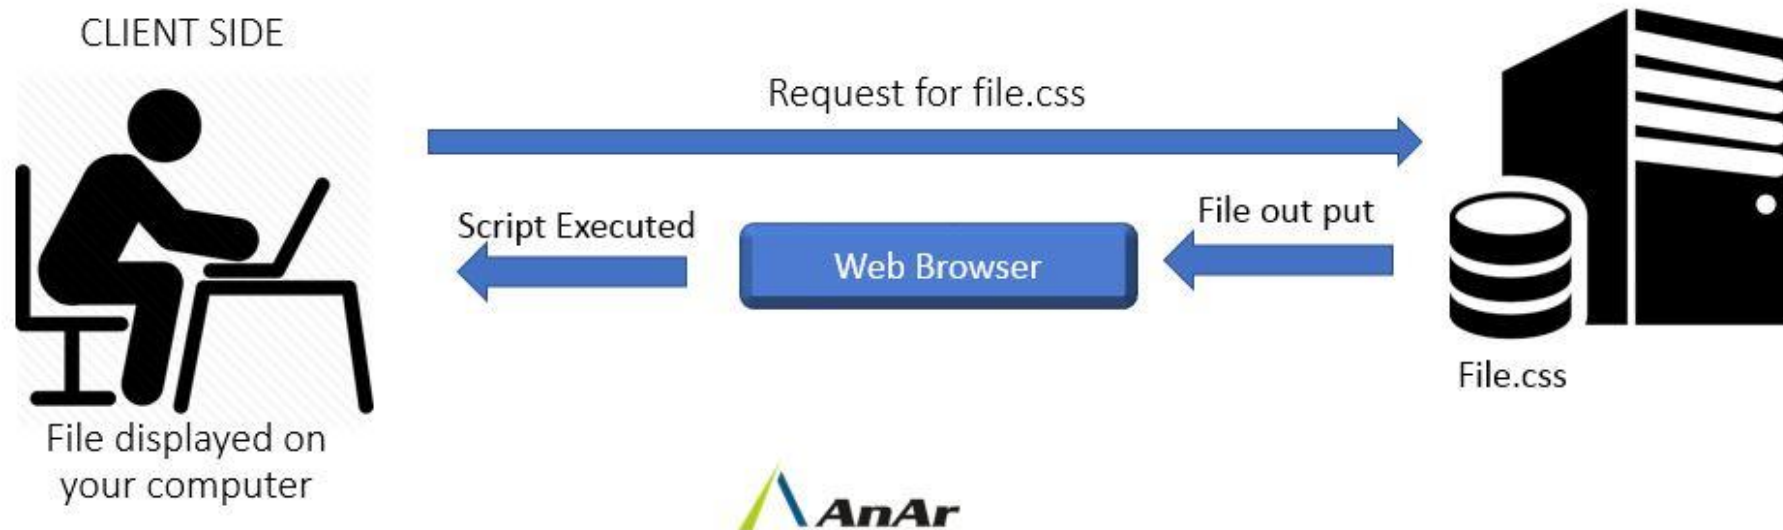 CLIENT SIDE
Request for file.css
Script Executed
Web Browser
File out put
File.css
File displayed on
your computer
AnAr